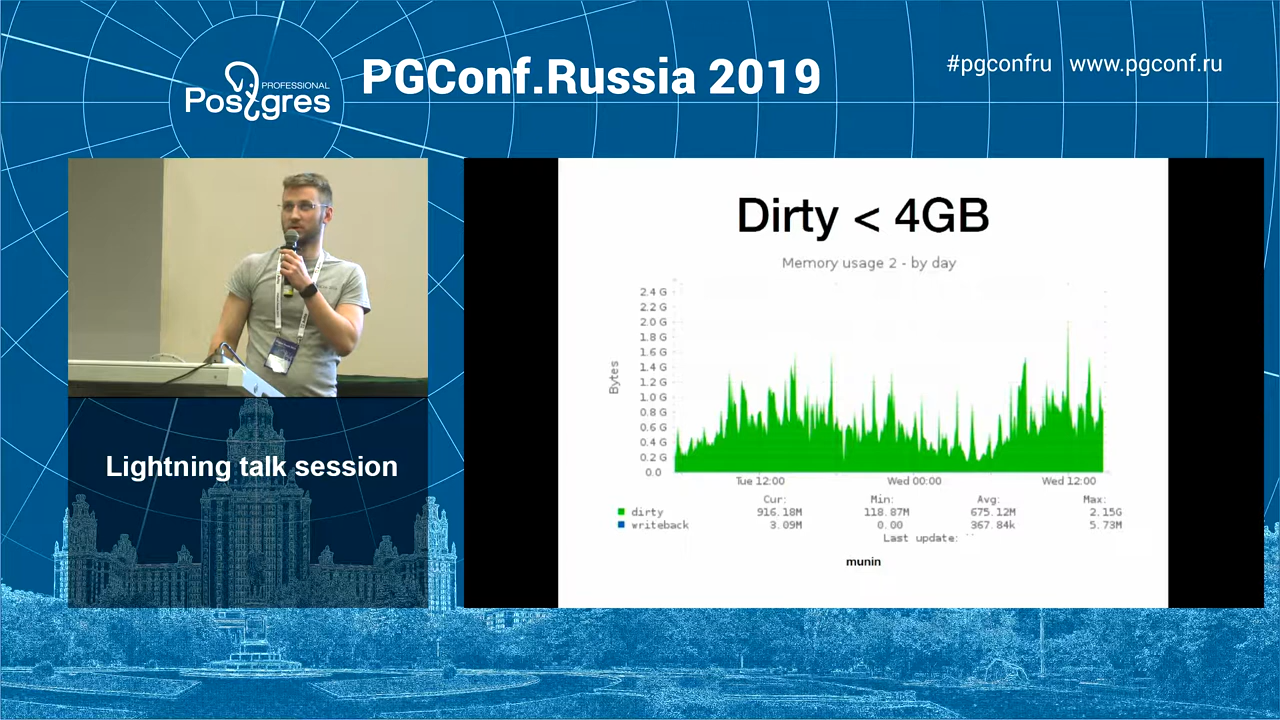 PROFESSIONAL
Postgres
PGConf.Russia 2019
#pgconfru www.pgconf.ru
Lightning talk session
Dirty < 4GB
Memory usage 2 - by day
Bytes
2.4 G
2.2 G
2.0 G
1.8 G
1.6 G
1.4 G
1.2 G
1.0 G
0.8 G
0.6 G
0.4 G
0.2 G
0.0
Tue 12:00 Wed 00:00 Wed 12:00
Cur: Min: Avg: Max:
dirty 916.18M 118.87M 675.12M 2.15G
writeback 3.09M 0.00 367.84k 5.73M
Last update:
munin